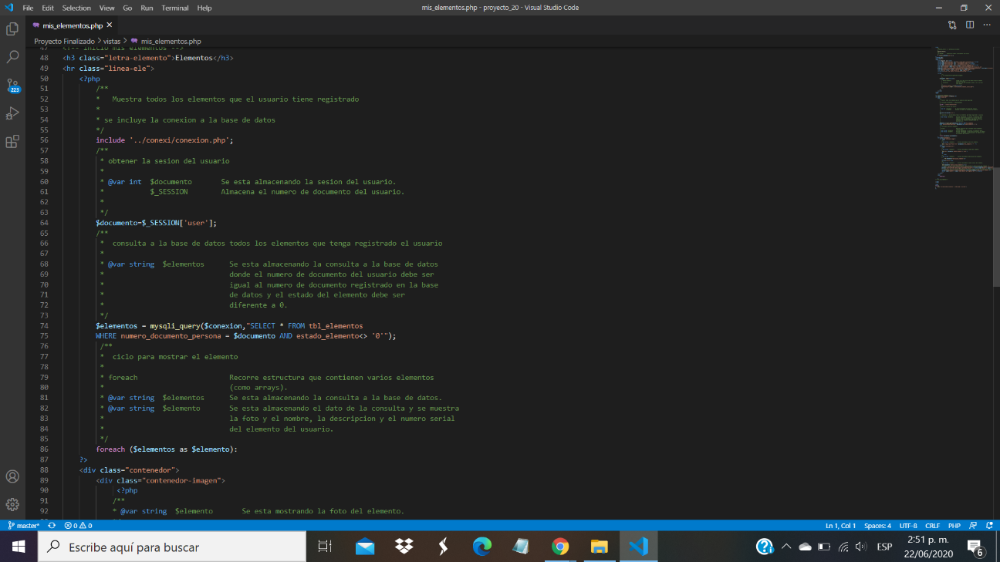 File Edit Selection View Go Run Terminal Help
mis_elementos.php - proyecto_20 - Visual Studio Code
mis_elementos.php
Proyecto Finalizado > vistas > mis_elementos.php
47 <!-- inicio mis elementos -->
48 <h3 class="letra-elemento">Elementos</h3>
49 <hr class="linea-ele">
50 <?php
51 /**
52 * Muestra todos los elementos que el usuario tiene registrado
53 *
54 * se incluye la conexion a la base de datos
55 */
56 include '../conexi/conexion.php';
57 /**
58 * obtener la sesion del usuario
59 *
60 * @var int $documento Se esta almacenando la sesion del usuario.
61 * $_SESSION Almacena el numero de documento del usuario.
62 *
63 */
64 $documento=$_SESSION['user'];
65 /**
66 * consulta a la base de datos todos los elementos que tenga registrado el usuario
67 *
68 * @var string $elementos Se esta almacenando la consulta a la base de datos
69 * donde el numero de documento del usuario debe ser
70 * igual al numero de documento registrado en la base
71 * de datos y el estado del elemento debe ser
72 * diferente a 0.
73 */
74 $elementos = mysqli_query($conexion,"SELECT * FROM tbl_elementos
75 WHERE numero_documento_persona = $documento AND estado_elemento<> '0'");
76 /**
77 * ciclo para mostrar el elemento
78 *
79 * foreach Recorre estructura que contienen varios elementos
80 * (como arrays).
81 * @var string $elementos Se esta almacenando la consulta a la base de datos.
82 * @var string $elemento Se esta almacenando el dato de la consulta y se muestra
83 * la foto y el nombre, la descripcion y el numero serial
84 * del elemento del usuario.
85 */
86 foreach ($elementos as $elemento):
87 ?>
88 <div class="contenedor">
89 <div class="contenedor-imagen">
90 <?php
91 /**
92 * @var string $elemento Se esta mostrando la foto del elemento.
223
master* 0 0
Ln 1, Col 1 Spaces: 4 UTF-8 CRLF PHP
Escribe aquí para buscar
ESP
2:51 p. m.
22/06/2020
6